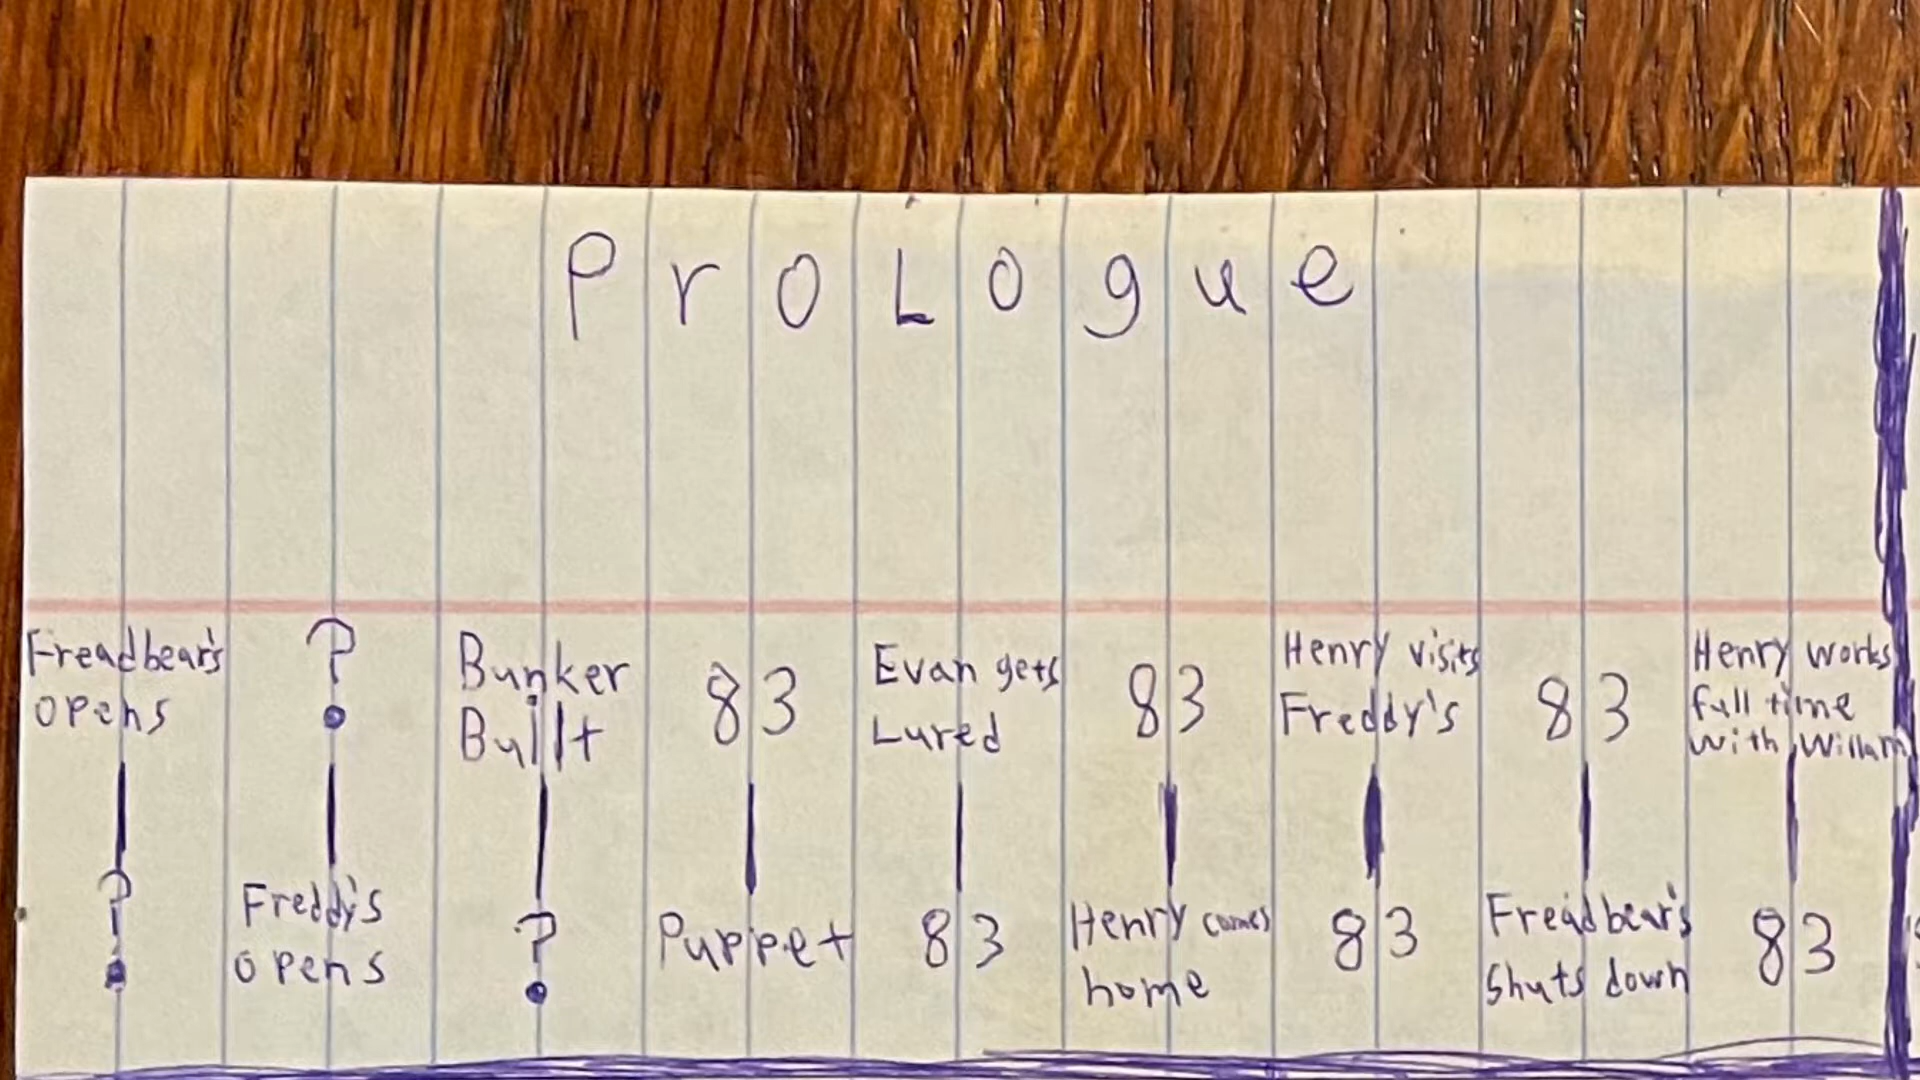 ProLogue
Freadbear's
opens
?
?
Freddy's
opens
Bunker
Built
?
83
Puppet
Evan gets
Lured
83
83
Henry comes
home
Henry visits
Freddy's
83
83
Freadbear's
Shuts down
Henry works
full time
with Willam
83